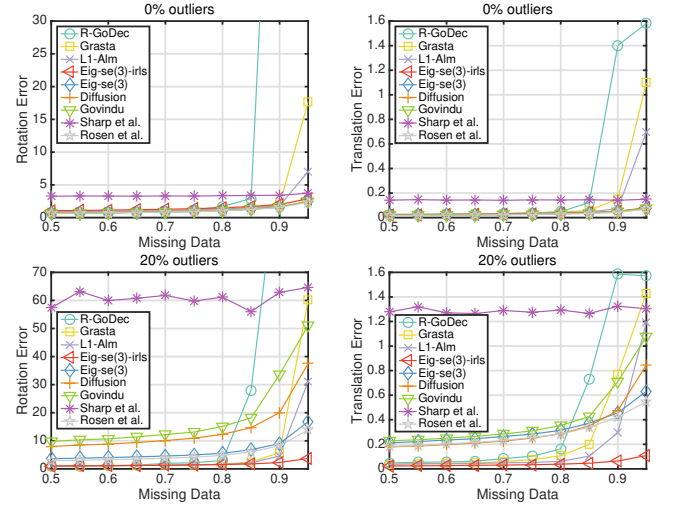 0% outliers
30
25
20
15
10
5
0
0.5
0.6
0.7
0.8
0.9
Rotation Error
Missing Data
R-GoDec
Grasta
L1-Alm
Eig-se(3)-irls
Eig-se(3)
Diffusion
Govindu
Sharp et al.
Rosen et al.
0% outliers
1.6
1.4
1.2
1
0.8
0.6
0.4
0.2
0
0.5
0.6
0.7
0.8
0.9
Translation Error
Missing Data
R-GoDec
Grasta
L1-Alm
Eig-se(3)-irls
Eig-se(3)
Diffusion
Govindu
Sharp et al.
Rosen et al.
20% outliers
70
60
50
40
30
20
10
0
0.5
0.6
0.7
0.8
0.9
Rotation Error
Missing Data
R-GoDec
Grasta
L1-Alm
Eig-se(3)-irls
Eig-se(3)
Diffusion
Govindu
Sharp et al.
Rosen et al.
20% outliers
1.6
1.4
1.2
1
0.8
0.6
0.4
0.2
0
0.5
0.6
0.7
0.8
0.9
Translation Error
Missing Data
R-GoDec
Grasta
L1-Alm
Eig-se(3)-irls
Eig-se(3)
Diffusion
Govindu
Sharp et al.
Rosen et al.